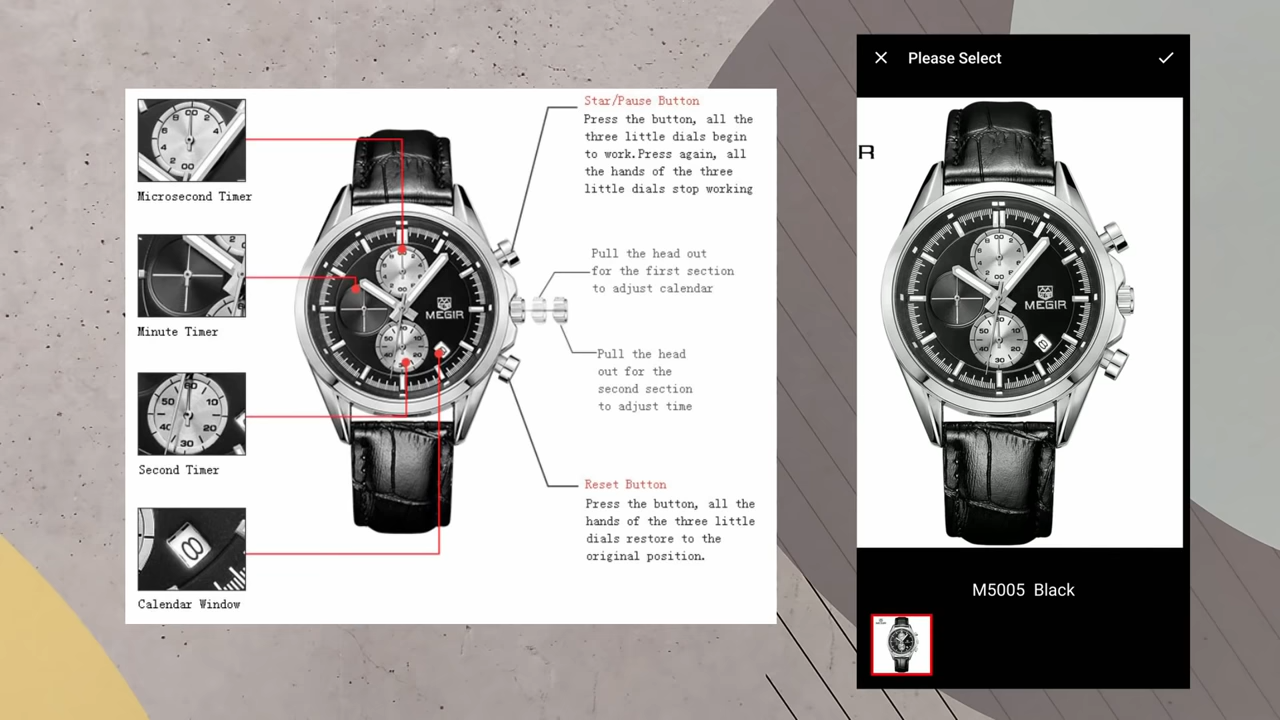 Microsecond Timer
Minute Timer
Second Timer
Calendar Window
MEGIR
Star/Pause Button
Press the button, all the
three little dials begin
to work.Press again, all
the hands of the three
little dials stop working
Pull the head out
for the first section
to adjust calendar
Pull the head
out for the
second section
to adjust time
Reset Button
Press the button, all the
hands of the three little
dials restore to the
original position.
Please Select
R
MEGIR
M5005 Black